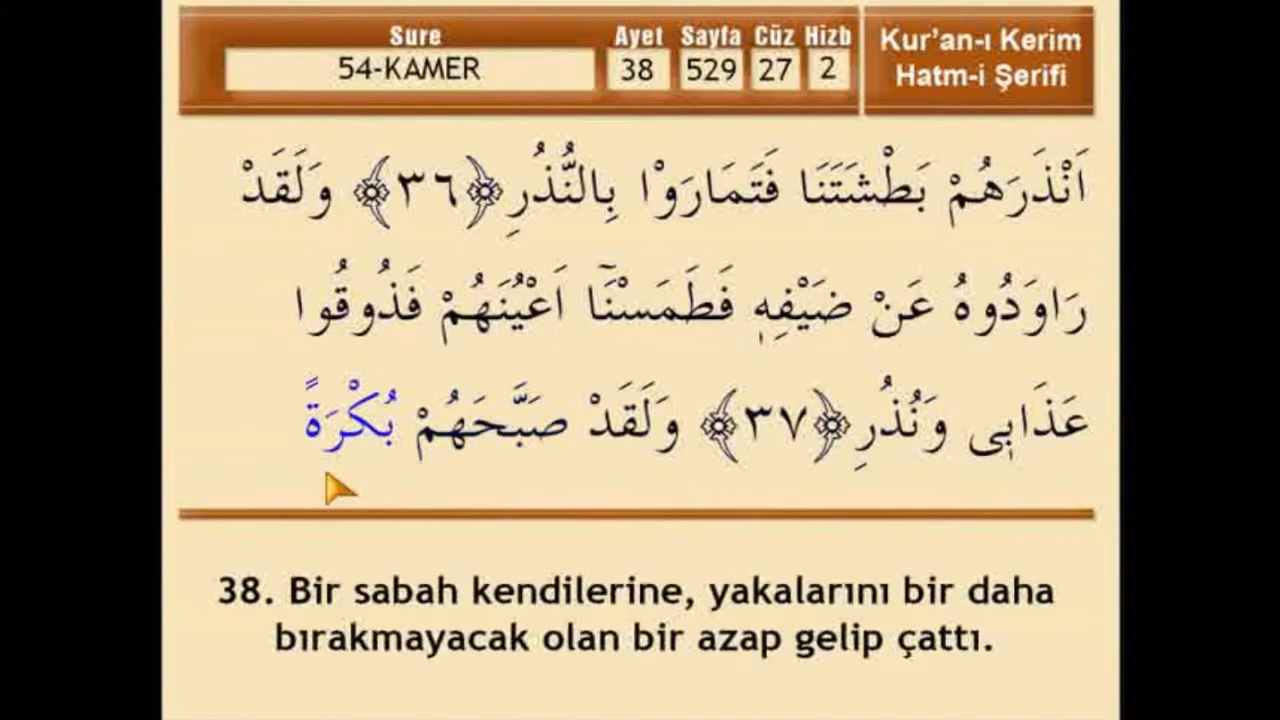 Sure Ayet Sayfa Cüz Hizb
54-KAMER 38 529 27 2
Kur'an-ı Kerim
Hatm-i Şerifi
اَنْذَرَهُمْ بَطْشَتَنَا فَتَمَارَوْا بِالنُّذُرِ ﴿٣٦﴾ وَلَقَدْ
رَاوَدُوهُ عَنْ ضَيْفِهٖ فَطَمَسْنَٓا اَعْيُنَهُمْ فَذُوقُوا
عَذَابٖى وَنُذُرِ ﴿٣٧﴾ وَلَقَدْ صَبَّحَهُمْ بُكْرَةً
38. Bir sabah kendilerine, yakalarını bir daha
bırakmayacak olan bir azap gelip çattı.